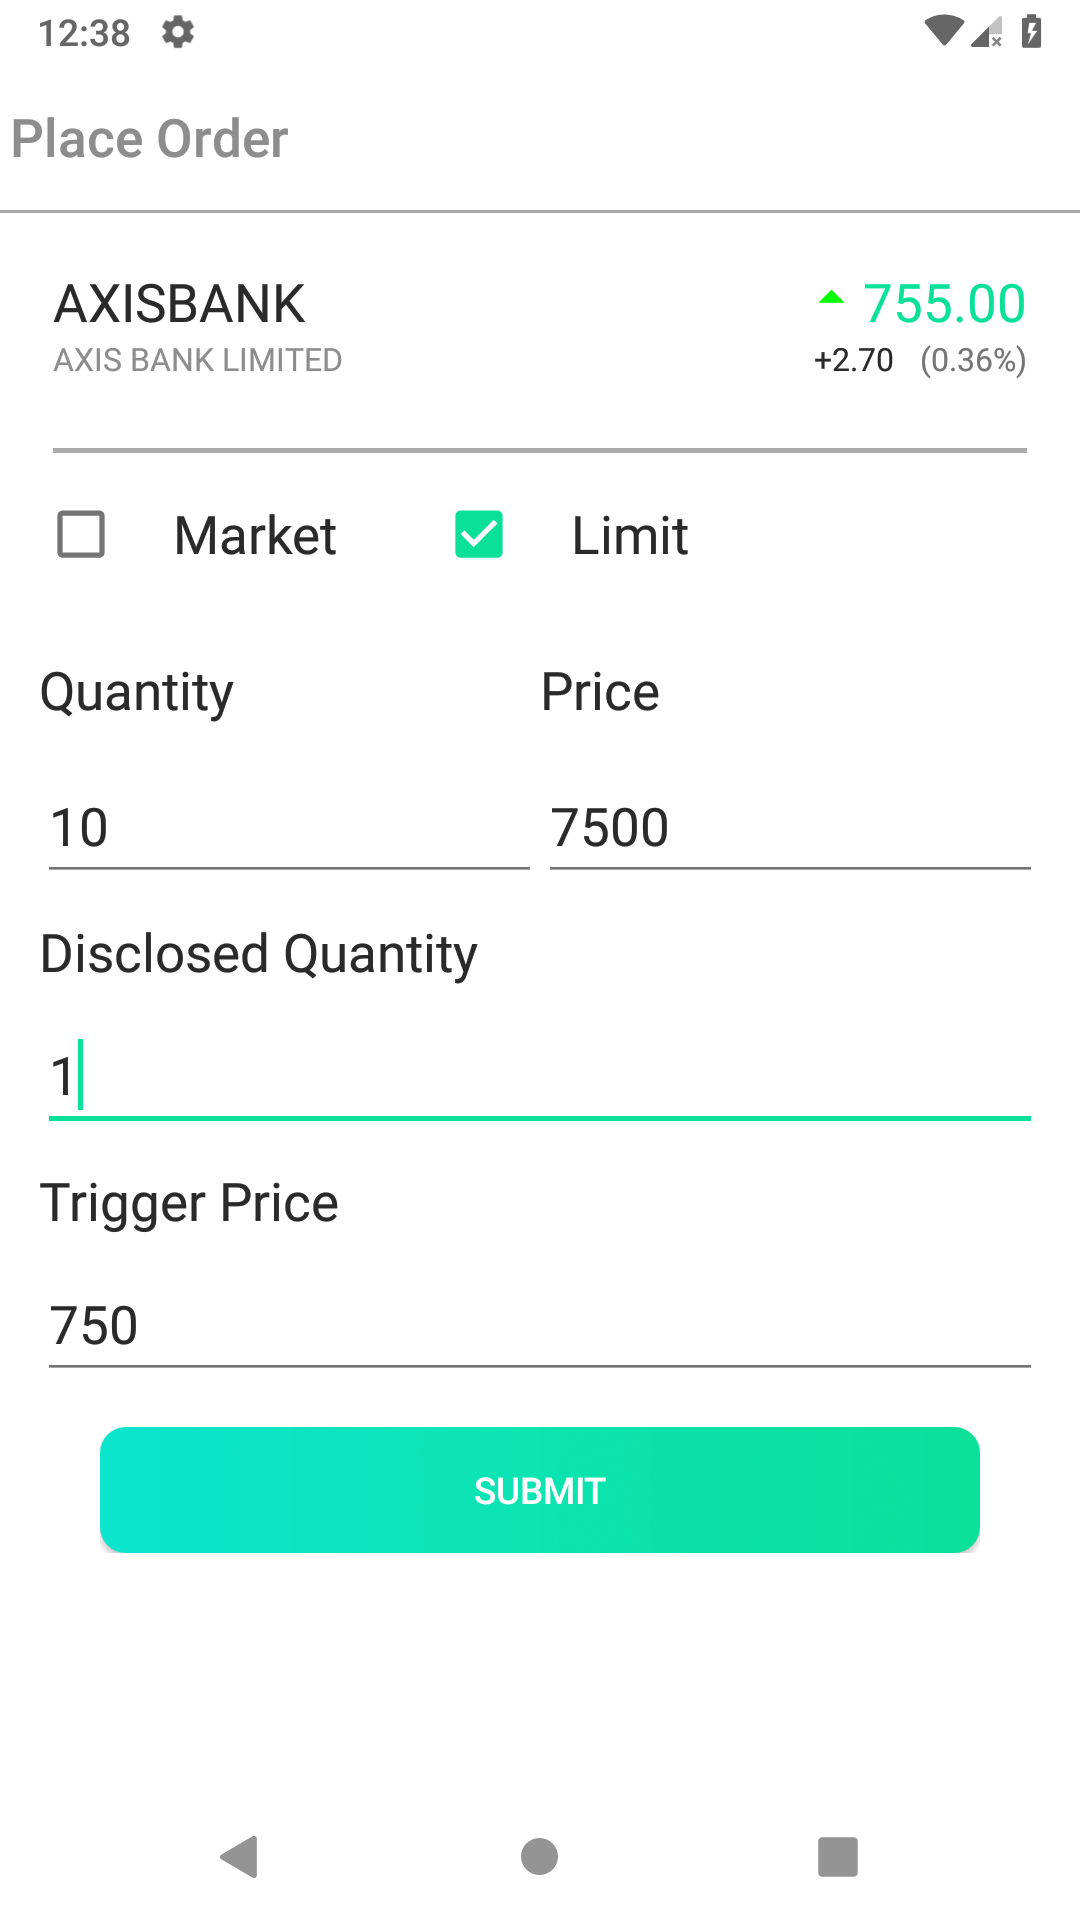 12:38
Place Order
AXISBANK 755.00
AXIS BANK LIMITED +2.70 (0.36%)
Market Limit
Quantity Price
10 7500
Disclosed Quantity
1
Trigger Price
750
SUBMIT